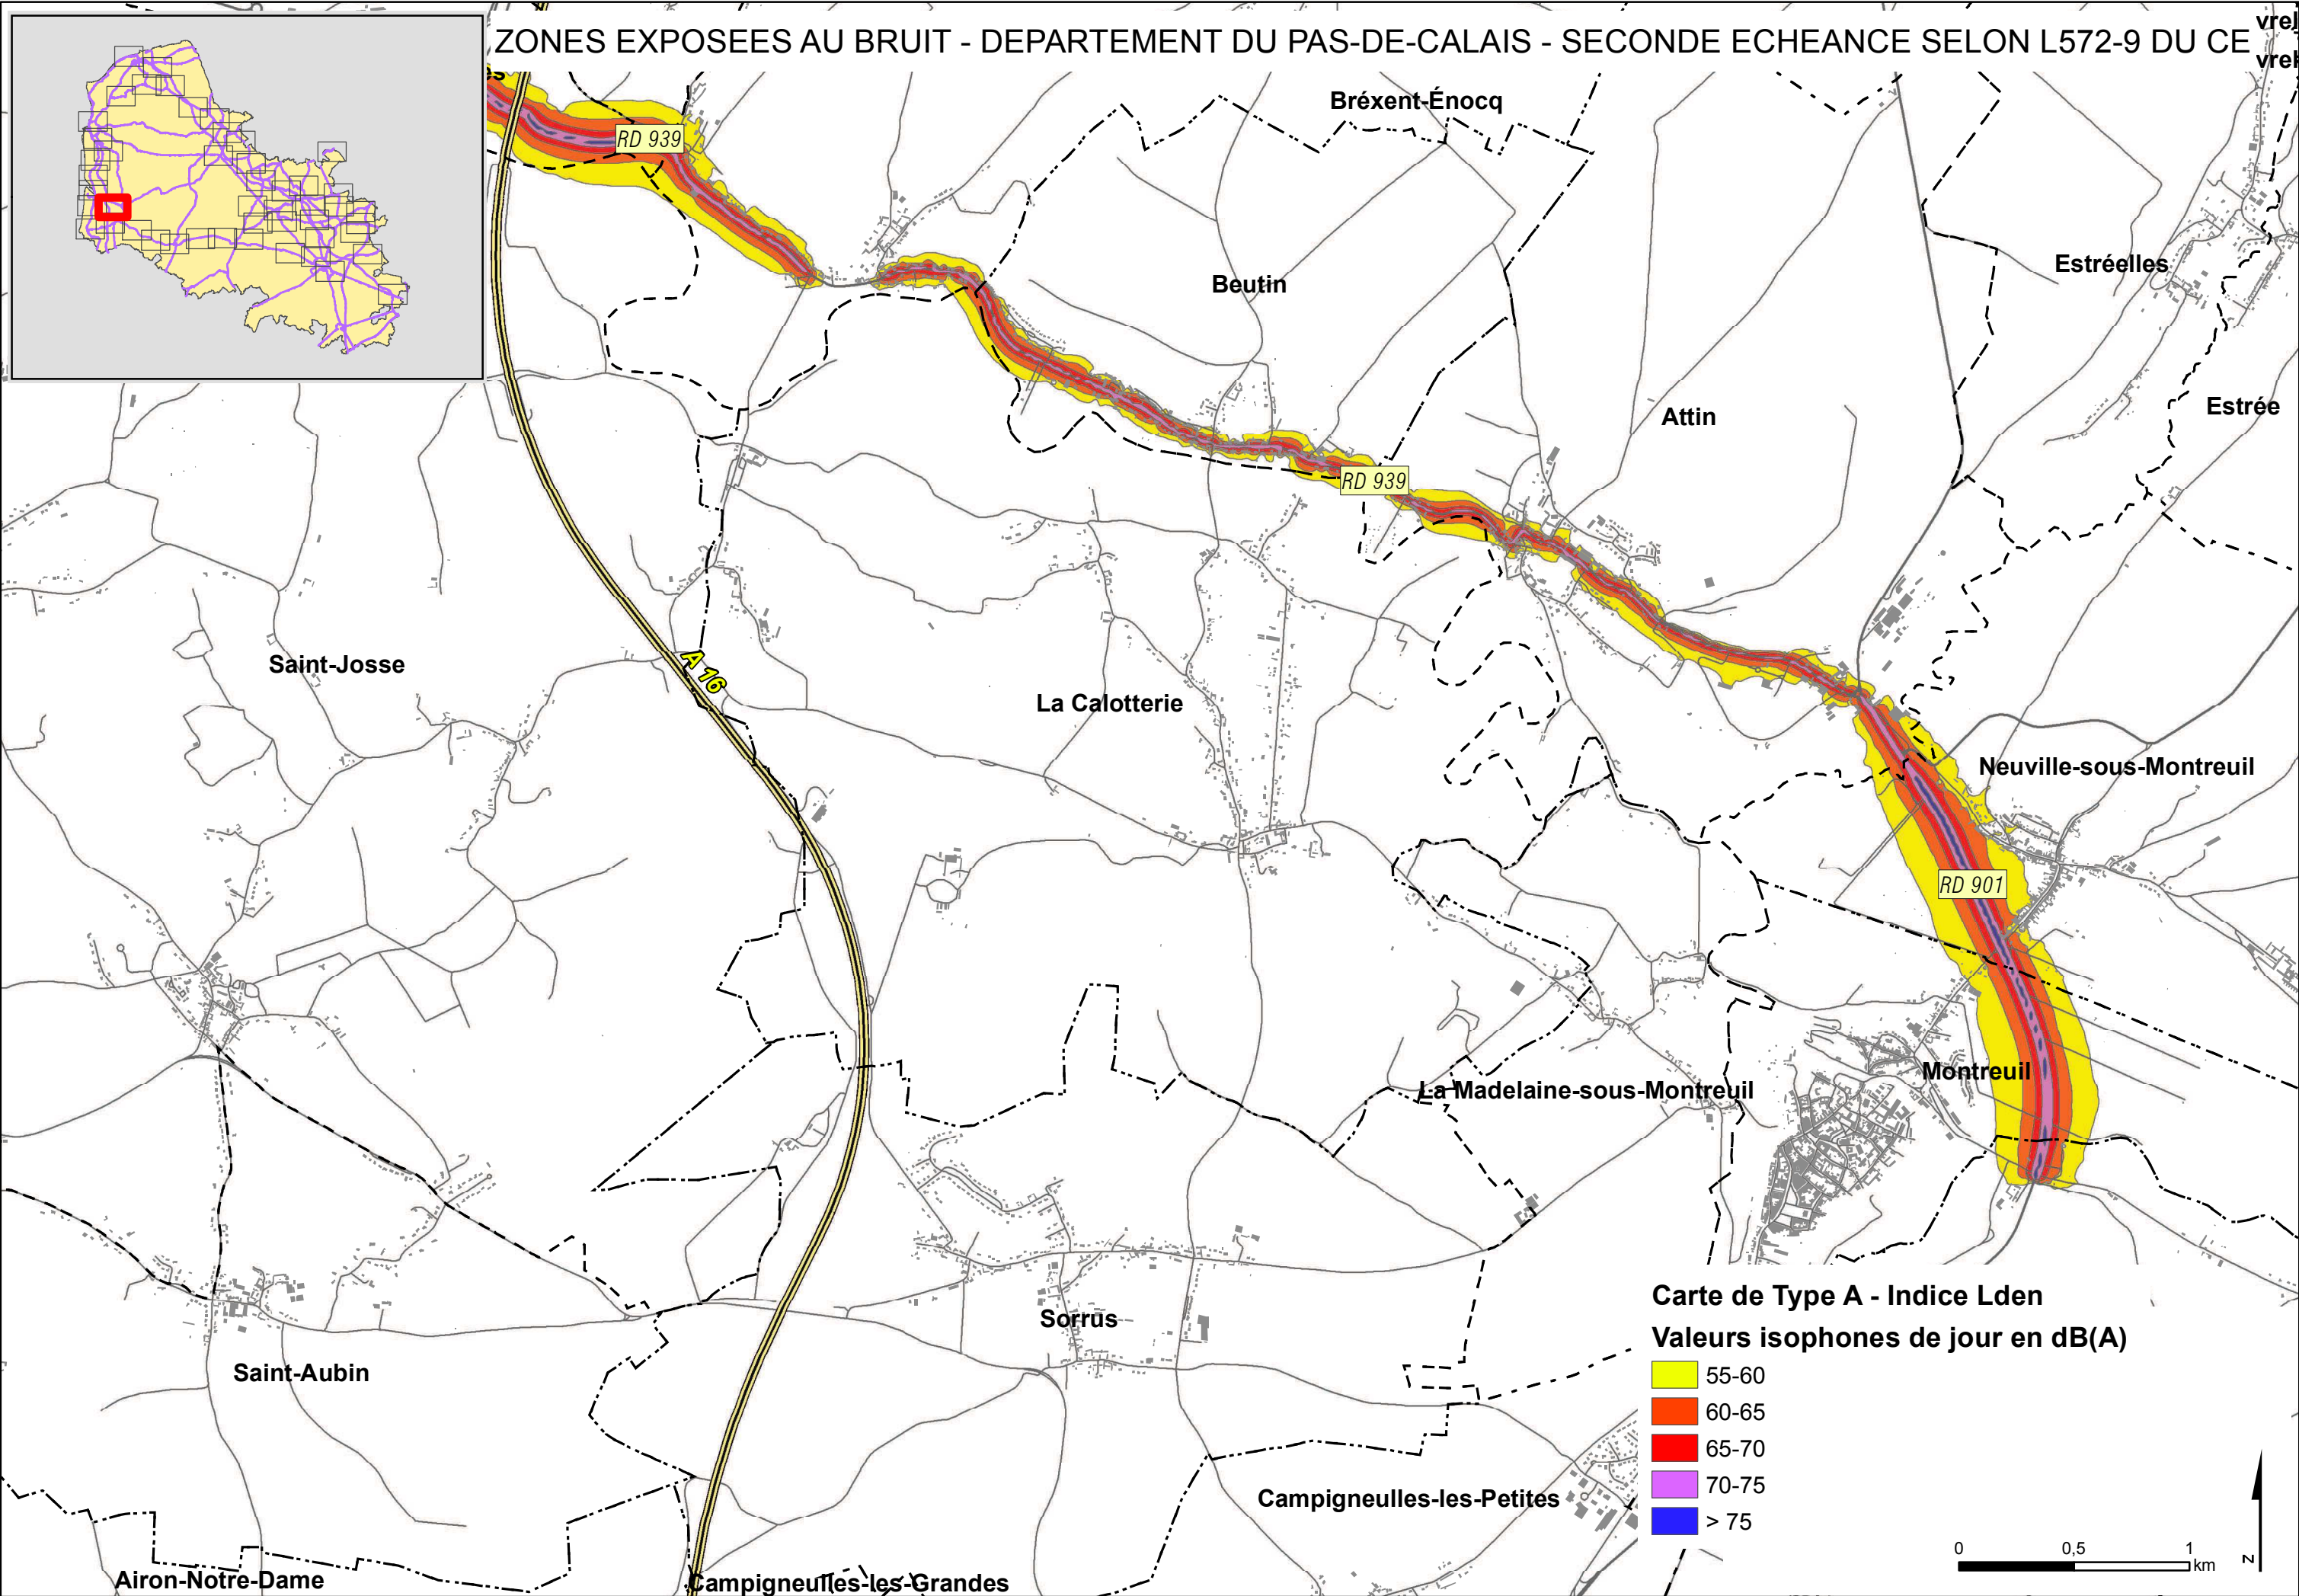 ZONES EXPOSEES AU BRUIT - DEPARTEMENT DU PAS-DE-CALAIS - SECONDE ECHEANCE SELON L572-9 DU CE
Bréxent-Énocq
RD 939
Estréelles
Beutin
Estrée
Attin
RD 939
Saint-Josse
A 16
La Calotterie
Neuville-sous-Montreuil
RD 901
Montreuil
La Madelaine-sous-Montreuil
Sorrus
Saint-Aubin
Campigneulles-les-Petites
Airon-Notre-Dame
Campigneulles-les-Grandes
Carte de Type A - Indice Lden
Valeurs isophones de jour en dB(A)
55-60
60-65
65-70
70-75
> 75
0 0,5 1
km
N